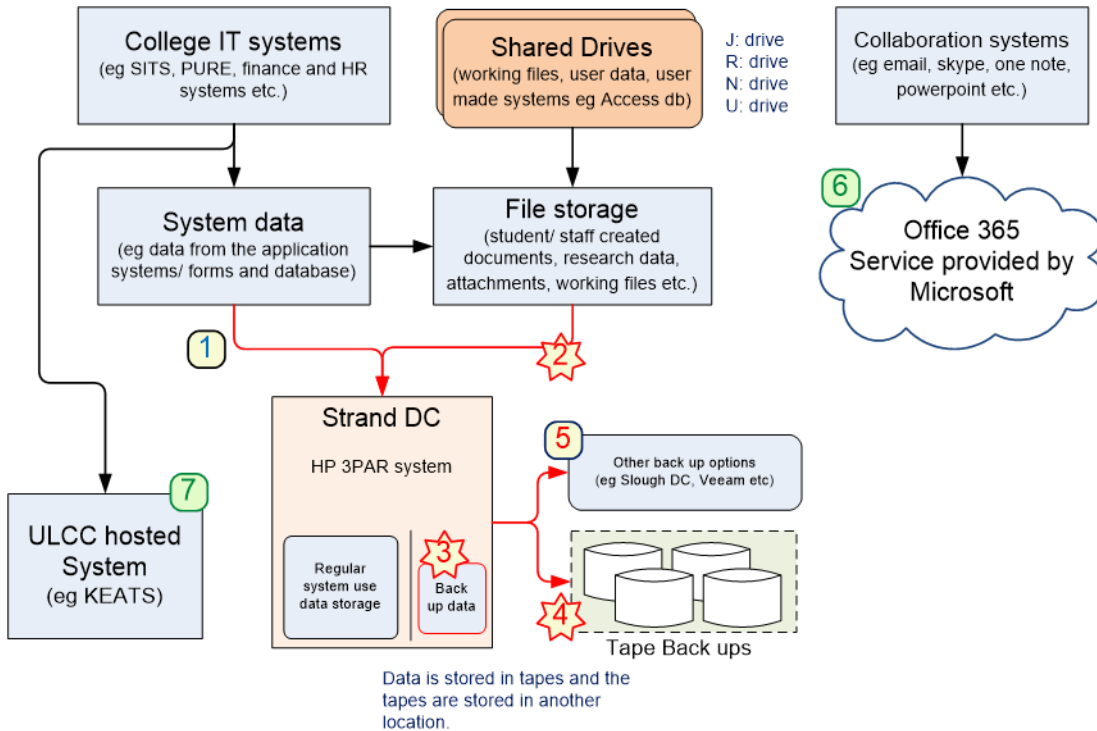 College IT systems
(eg SITS, PURE, finance and HR
systems etc.)
Shared Drives
(working files, user data, user
made systems eg Access db)
J: drive
R: drive
N: drive
U: drive
Collaboration systems
(eg email, skype, one note,
powerpoint etc.)
System data
(eg data from the application
systems/ forms and database)
File storage
(student/ staff created
documents, research data,
attachments, working files etc.)
6
Office 365
Service provided by
Microsoft
1
2
Strand DC
HP 3PAR system
Regular
system use
data storage
3
Back
up data
5
Other back up options
(eg Slough DC, Veeam etc)
4
Tape Back ups
7
ULCC hosted
System
(eg KEATS)
Data is stored in tapes and the
tapes are stored in another
location.